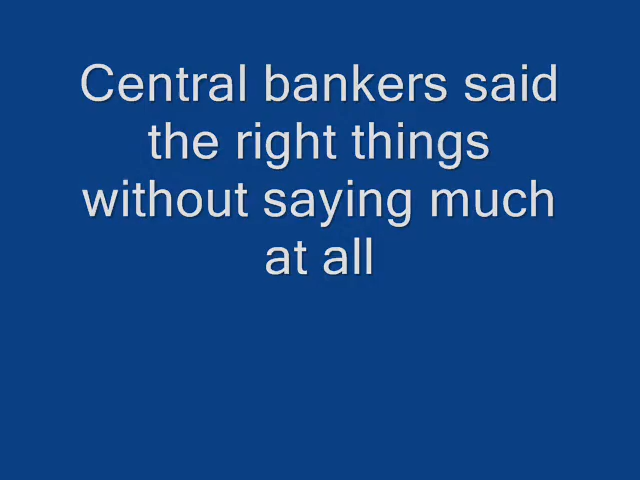 Central bankers said
the right things
without saying much
at all